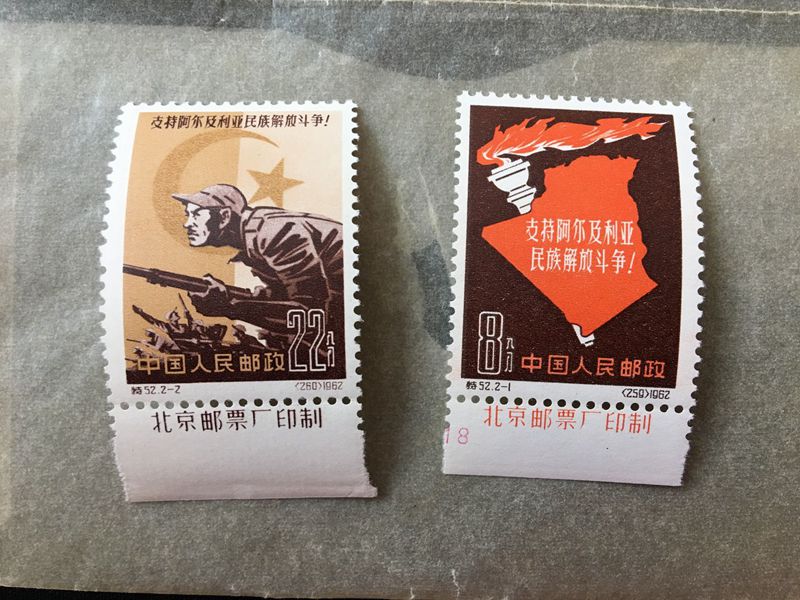 支持阿尔及利亚民族解放斗争！
22分
中国人民邮政
特52.2-2
(260)1962
北京邮票厂印制
支持阿尔及利亚
民族解放斗争！
8分
中国人民邮政
特52.2-1
(259)1962
北京邮票厂印制
18